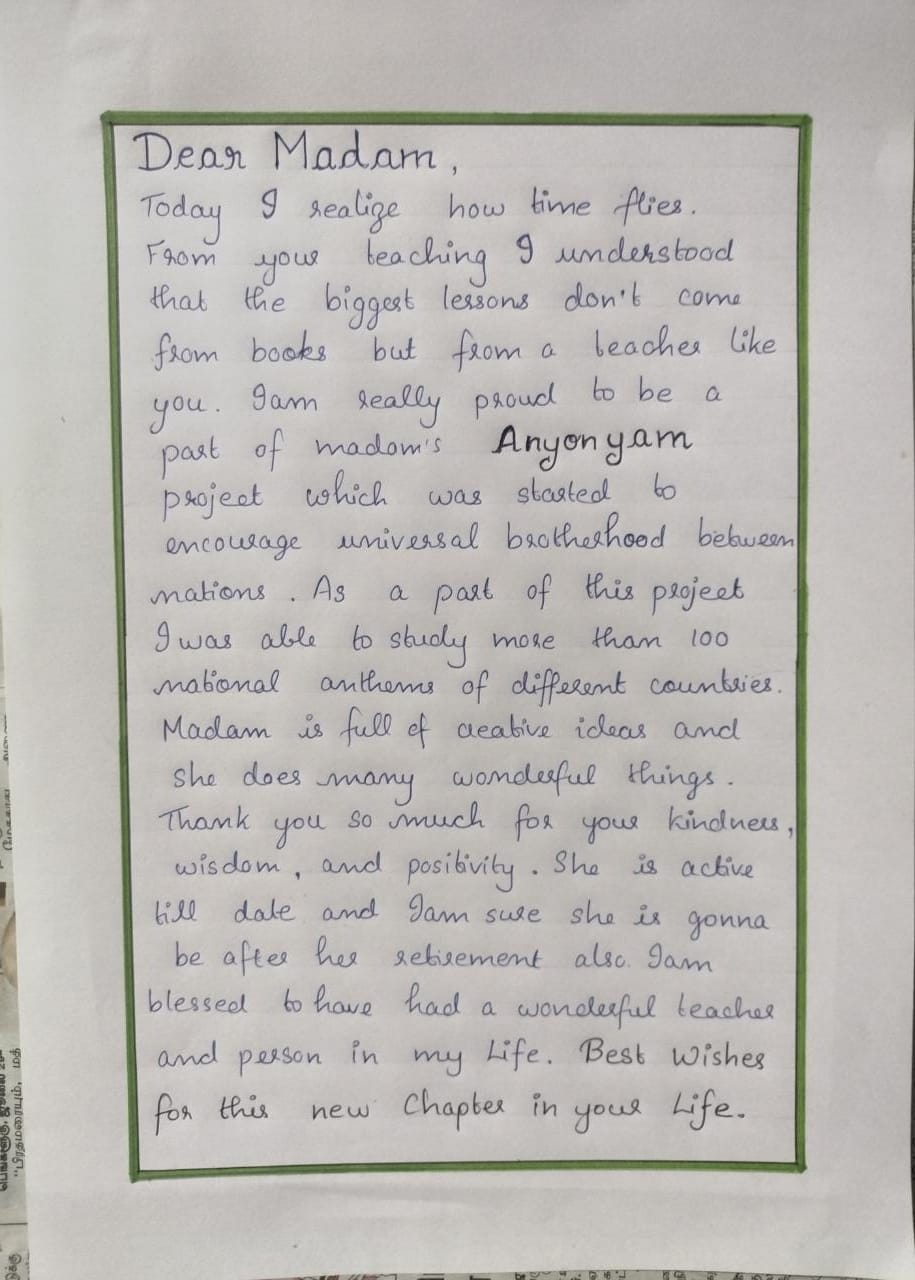 Dear Madam,
Today I realize how time flies.
From your teaching I understood
that the biggest lessons don't come
from books but from a teacher like
you. Iam really proud to be a
part of madam's Anyonyam
project which was started to
encourage universal brotherhood between
nations. As a part of this project
I was able to study more than 100
national anthems of different countries.
Madam is full of creative ideas and
she does many wonderful things.
Thank you so much for your kindness,
wisdom, and positivity. She is active
till date and Iam sure she is gonna
be after her retirement also. Iam
blessed to have had a wonderful teacher
and person in my Life. Best Wishes
for this new Chapter in your Life.